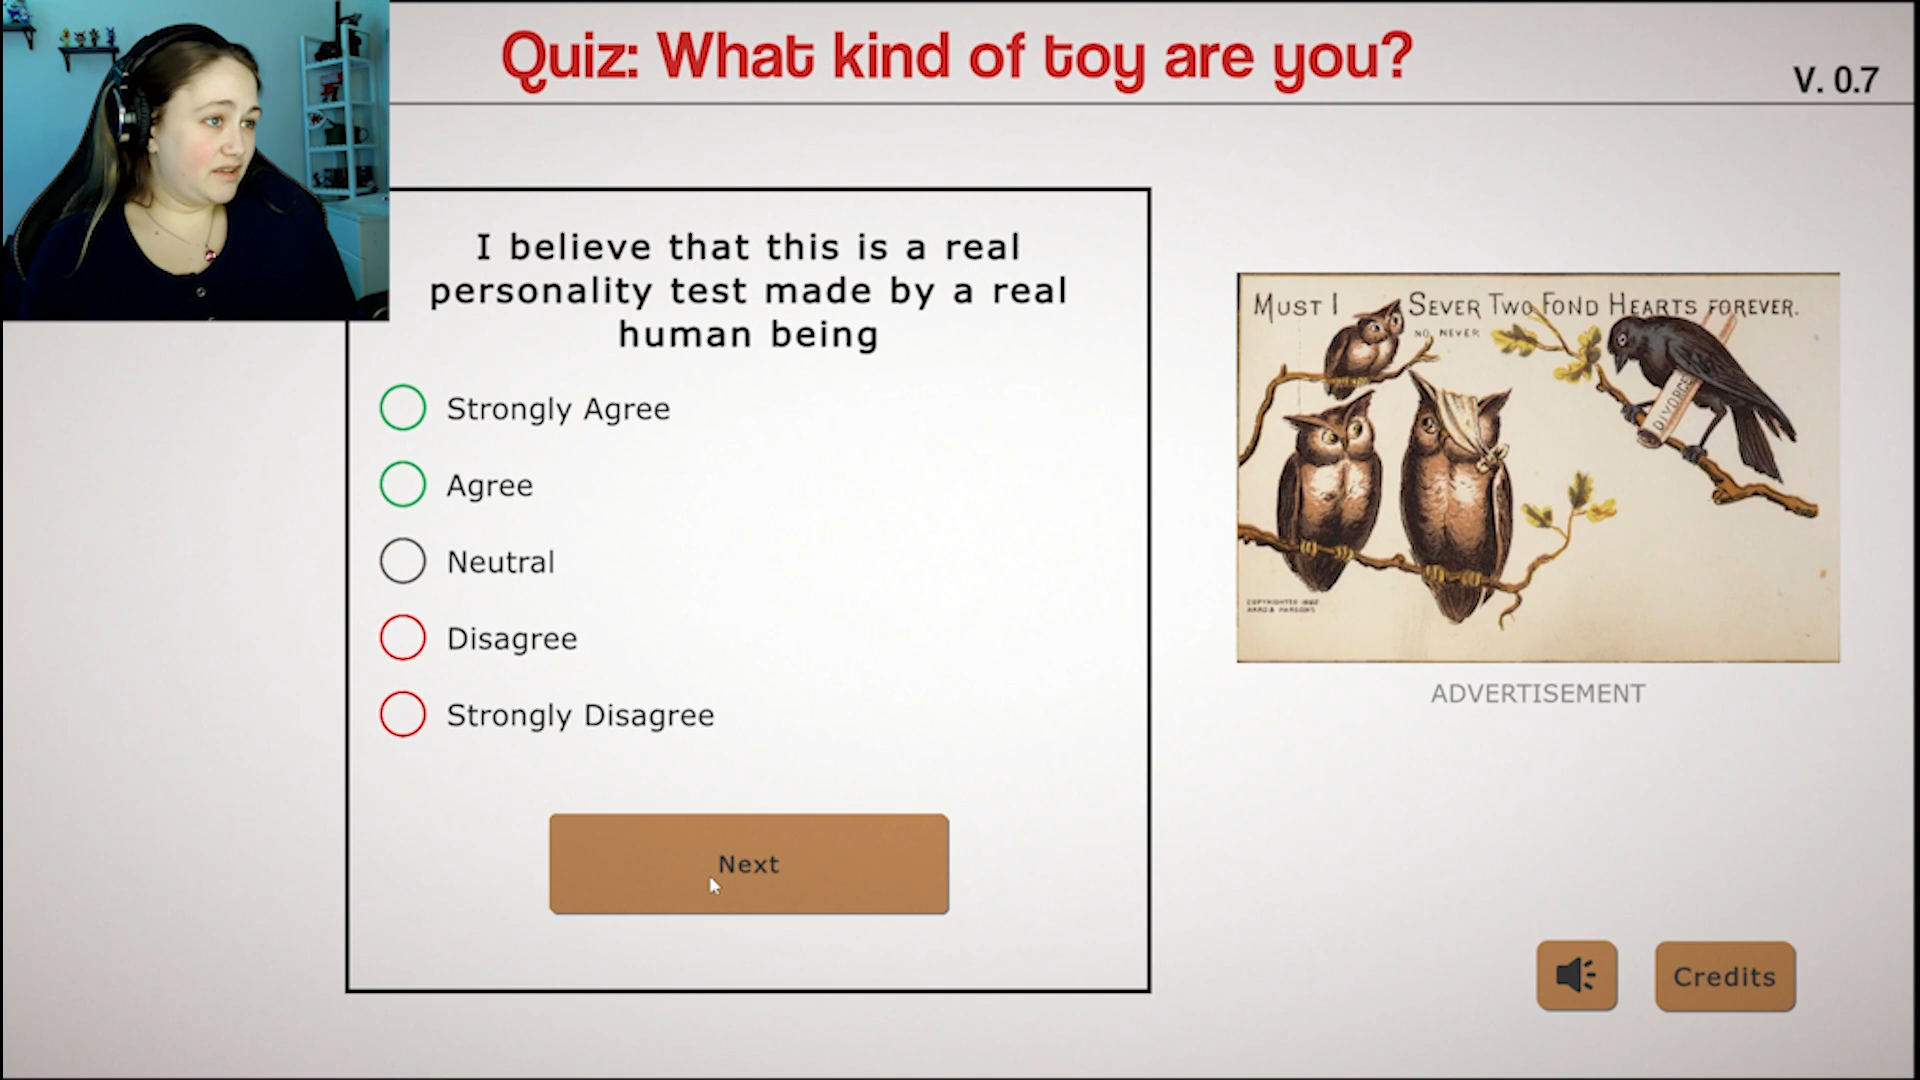 Quiz: What kind of toy are you?
V. 0.7
I believe that this is a real
personality test made by a real
human being
Strongly Agree
Agree
Neutral
Disagree
Strongly Disagree
Next
MUST I SEVER TWO FOND HEARTS FOREVER.
NO, NEVER
DIVORCE
ADVERTISEMENT
Credits